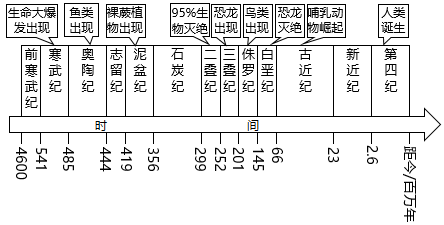 生命大爆
发出现
鱼类
出现
裸蕨植
物出现
95%生
物灭绝
恐龙
出现
鸟类
出现
恐龙
灭绝
哺乳动
物崛起
人类
诞生
前寒武纪
寒武纪
奥陶纪
志留纪
泥盆纪
石炭纪
二叠纪
三叠纪
侏罗纪
白垩纪
古近纪
新近纪
第四纪
时 间
4600
541
485
444
419
356
299
252
201
145
66
23
2.6
距今/百万年